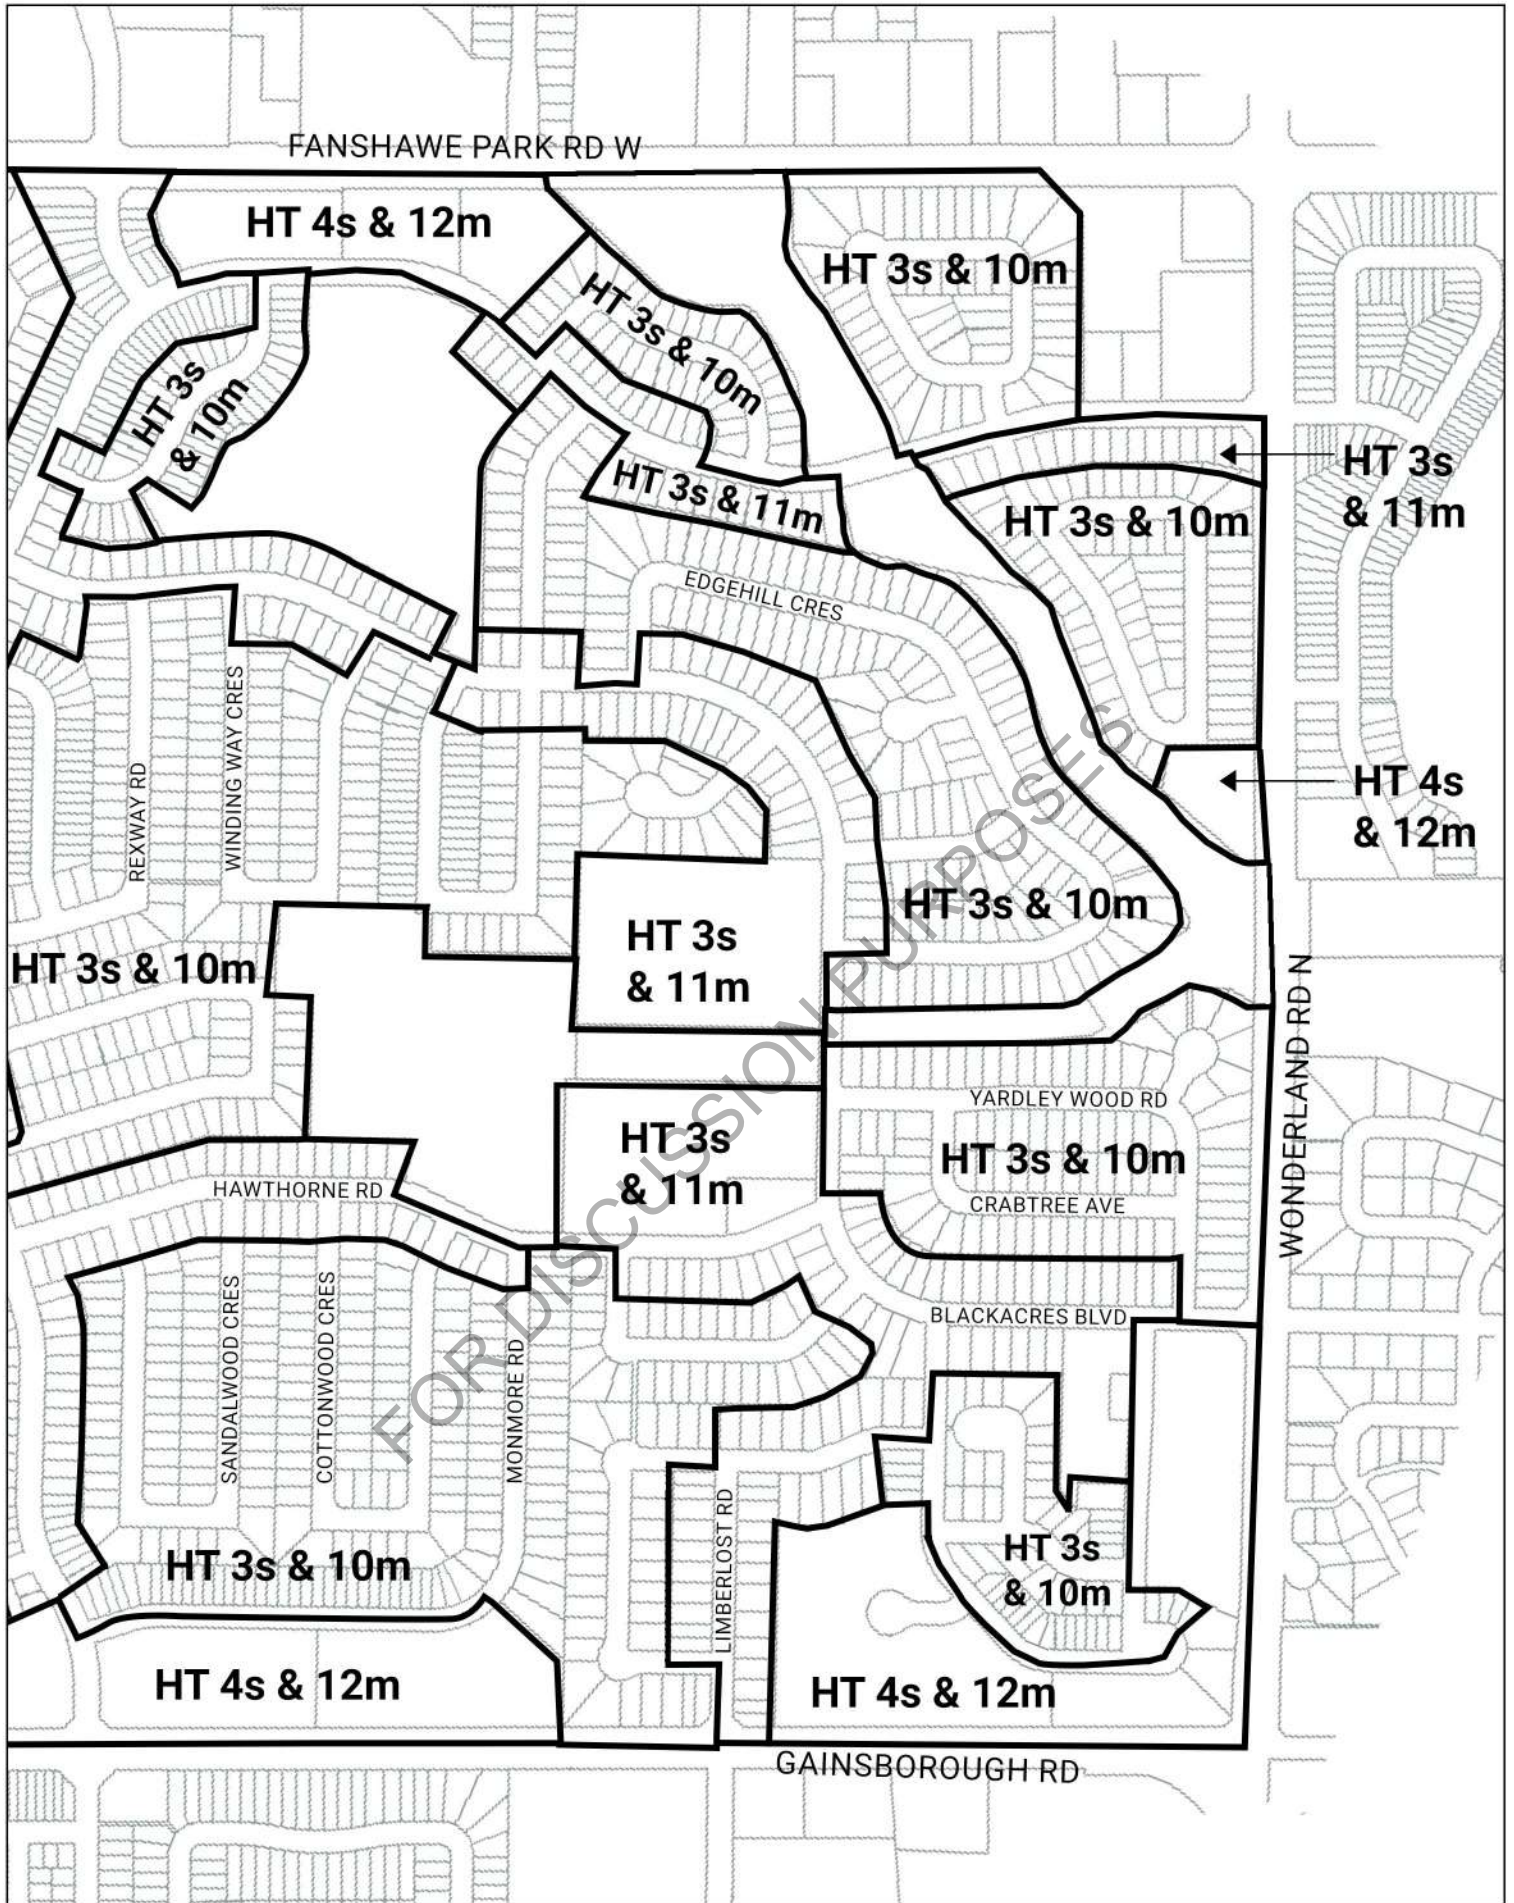 FANSHAWE PARK RD W
HT 4s & 12m
HT 3s & 10m
HT 3s & 10m
HT 3s
& 10m
HT 3s
& 11m
HT 3s & 11m
HT 3s & 10m
EDGEHILL CRES
WINDING WAY CRES
REXWAY RD
HT 4s
& 12m
HT 3s & 10m
HT 3s
& 11m
HT 3s & 10m
WONDERLAND RD N
YARDLEY WOOD RD
HT 3s
& 11m
HT 3s & 10m
HAWTHORNE RD
CRABTREE AVE
BLACKACRES BLVD
SANDALWOOD CRES
COTTONWOOD CRES
MONMORE RD
LIMBERLOST RD
HT 3s & 10m
HT 3s
& 10m
HT 4s & 12m
HT 4s & 12m
GAINSBOROUGH RD
FOR DISCUSSION PURPOSES